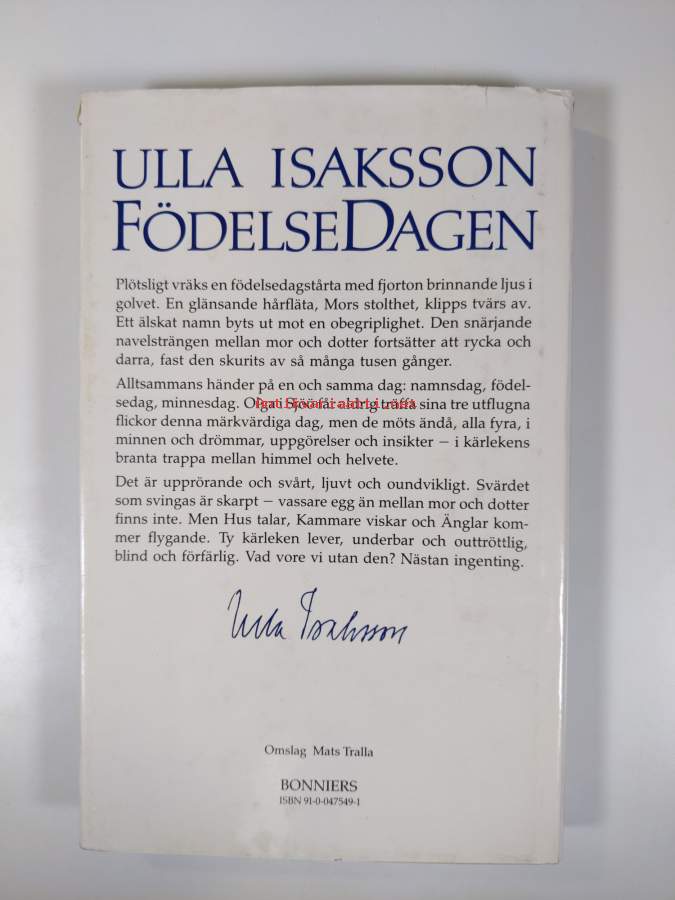 ULLA ISAKSSON
FÖDELSEDAGEN
Plötsligt vräks en födelsedagstårta med fjorton brinnande ljus i
golvet. En glänsande hårfläta, Mors stolthet, klipps tvärs av.
Ett älskat namn byts ut mot en obegriplighet. Den snärjande
navelsträngen mellan mor och dotter fortsätter att rycka och
darra, fast den skurits av så många tusen gånger.
Alltsammans händer på en och samma dag: namnsdag, födel-
sedag, minnesdag. Sjöö får aldrig träffa sina tre utflugna
flickor denna märkvärdiga dag, men de möts ändå, alla fyra, i
minnen och drömmar, uppgörelser och insikter – i kärlekens
branta trappa mellan himmel och helvete.
Det är upprörande och svårt, ljuvt och oundvikligt. Svärdet
som svingas är skarpt – vassare egg än mellan mor och dotter
finns inte. Men Hus talar, Kammare viskar och Änglar kom-
mer flygande. Ty kärleken lever, underbar och outtröttlig,
blind och förfärlig. Vad vore vi utan den? Nästan ingenting.
Ulla Isaksson
Omslag Mats Tralla
BONNIERS
ISBN 91-0-047549-1